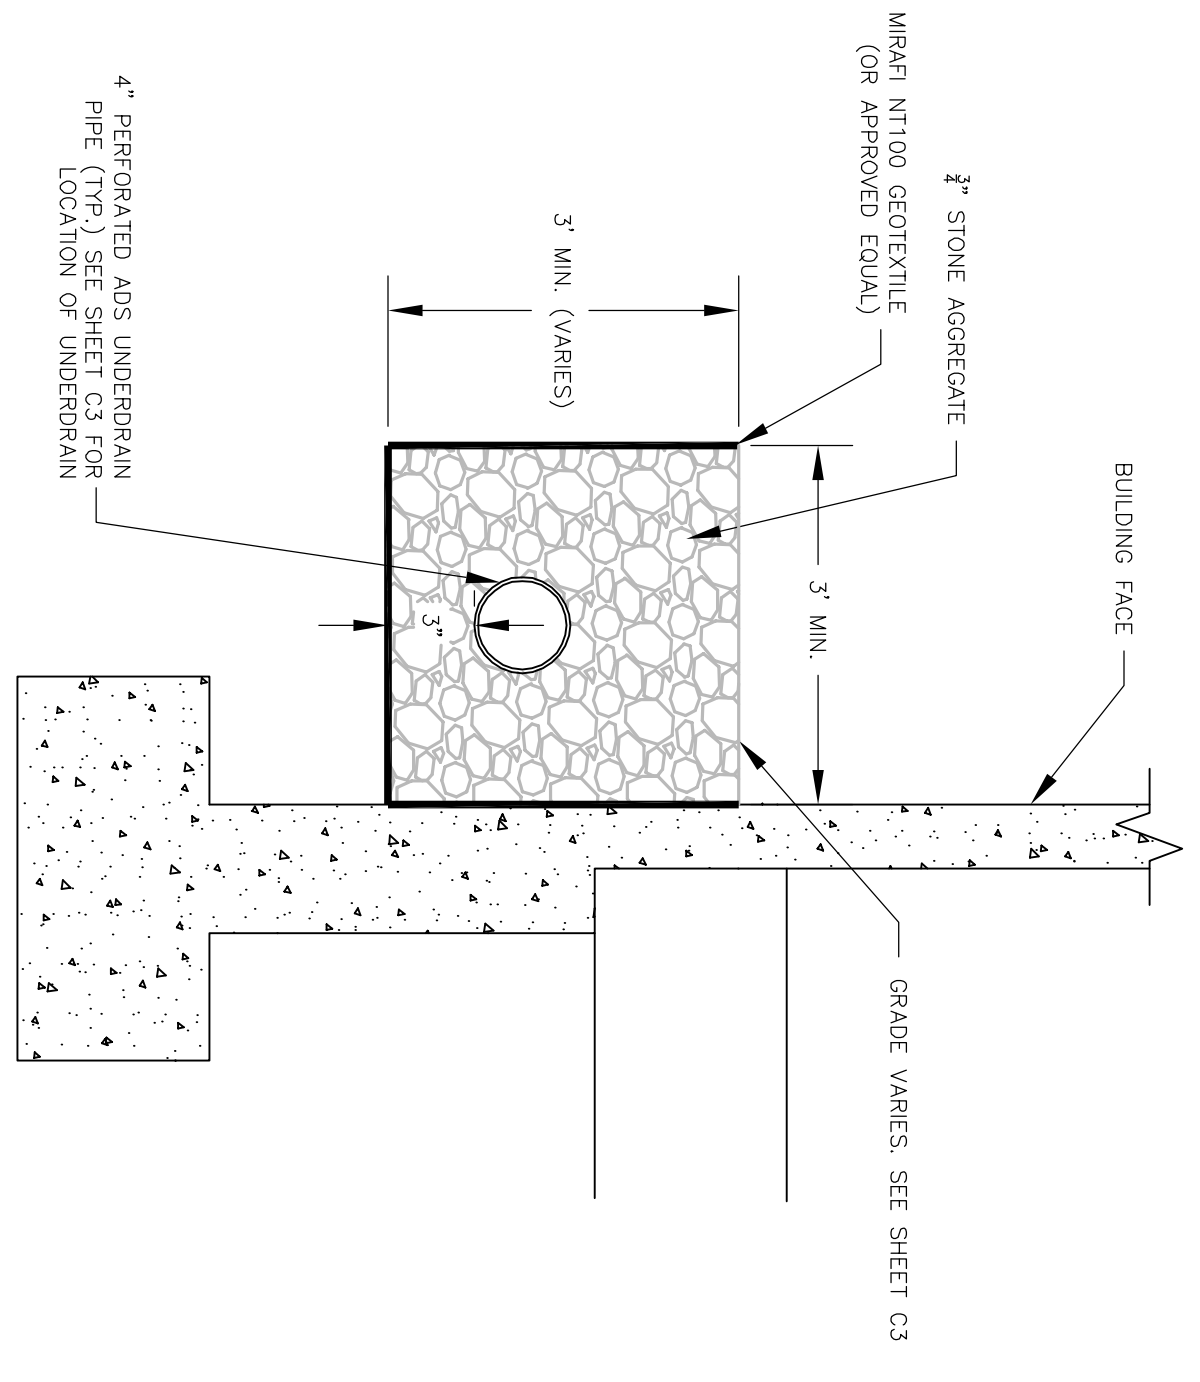 BUILDING FACE
¾" STONE AGGREGATE
MIRAFI NT100 GEOTEXTILE
(OR APPROVED EQUAL)
GRADE VARIES. SEE SHEET C3
3' MIN.
3' MIN. (VARIES)
3"
4" PERFORATED ADS UNDERDRAIN
PIPE (TYP.) SEE SHEET C3 FOR
LOCATION OF UNDERDRAIN